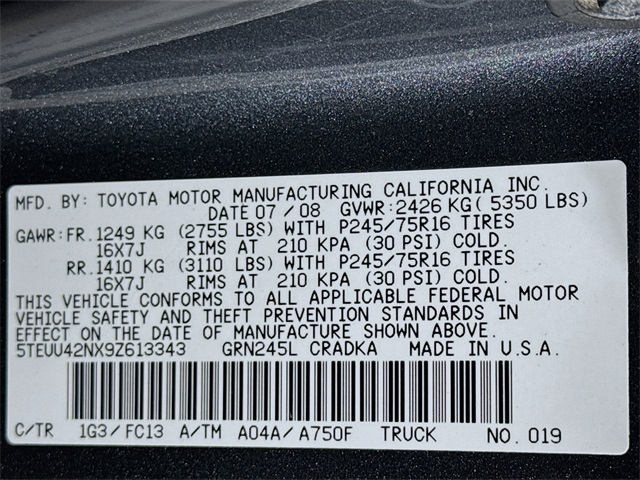 MFD. BY: TOYOTA MOTOR MANUFACTURING CALIFORNIA INC.
DATE 07 / 08 GVWR: 2426 KG ( 5350 LBS)
GAWR: FR. 1249 KG (2755 LBS) WITH P245/75R16 TIRES
16X7J RIMS AT 210 KPA (30 PSI) COLD.
RR. 1410 KG (3110 LBS) WITH P245/75R16 TIRES
16X7J RIMS AT 210 KPA (30 PSI) COLD.
THIS VEHICLE CONFORMS TO ALL APPLICABLE FEDERAL MOTOR
VEHICLE SAFETY AND THEFT PREVENTION STANDARDS IN
EFFECT ON THE DATE OF MANUFACTURE SHOWN ABOVE.
5TEUU42NX9Z613343 GRN245L CRADKA MADE IN U.S.A.
C/TR 1G3/FC13 A/TM A04A/A750F TRUCK NO. 019